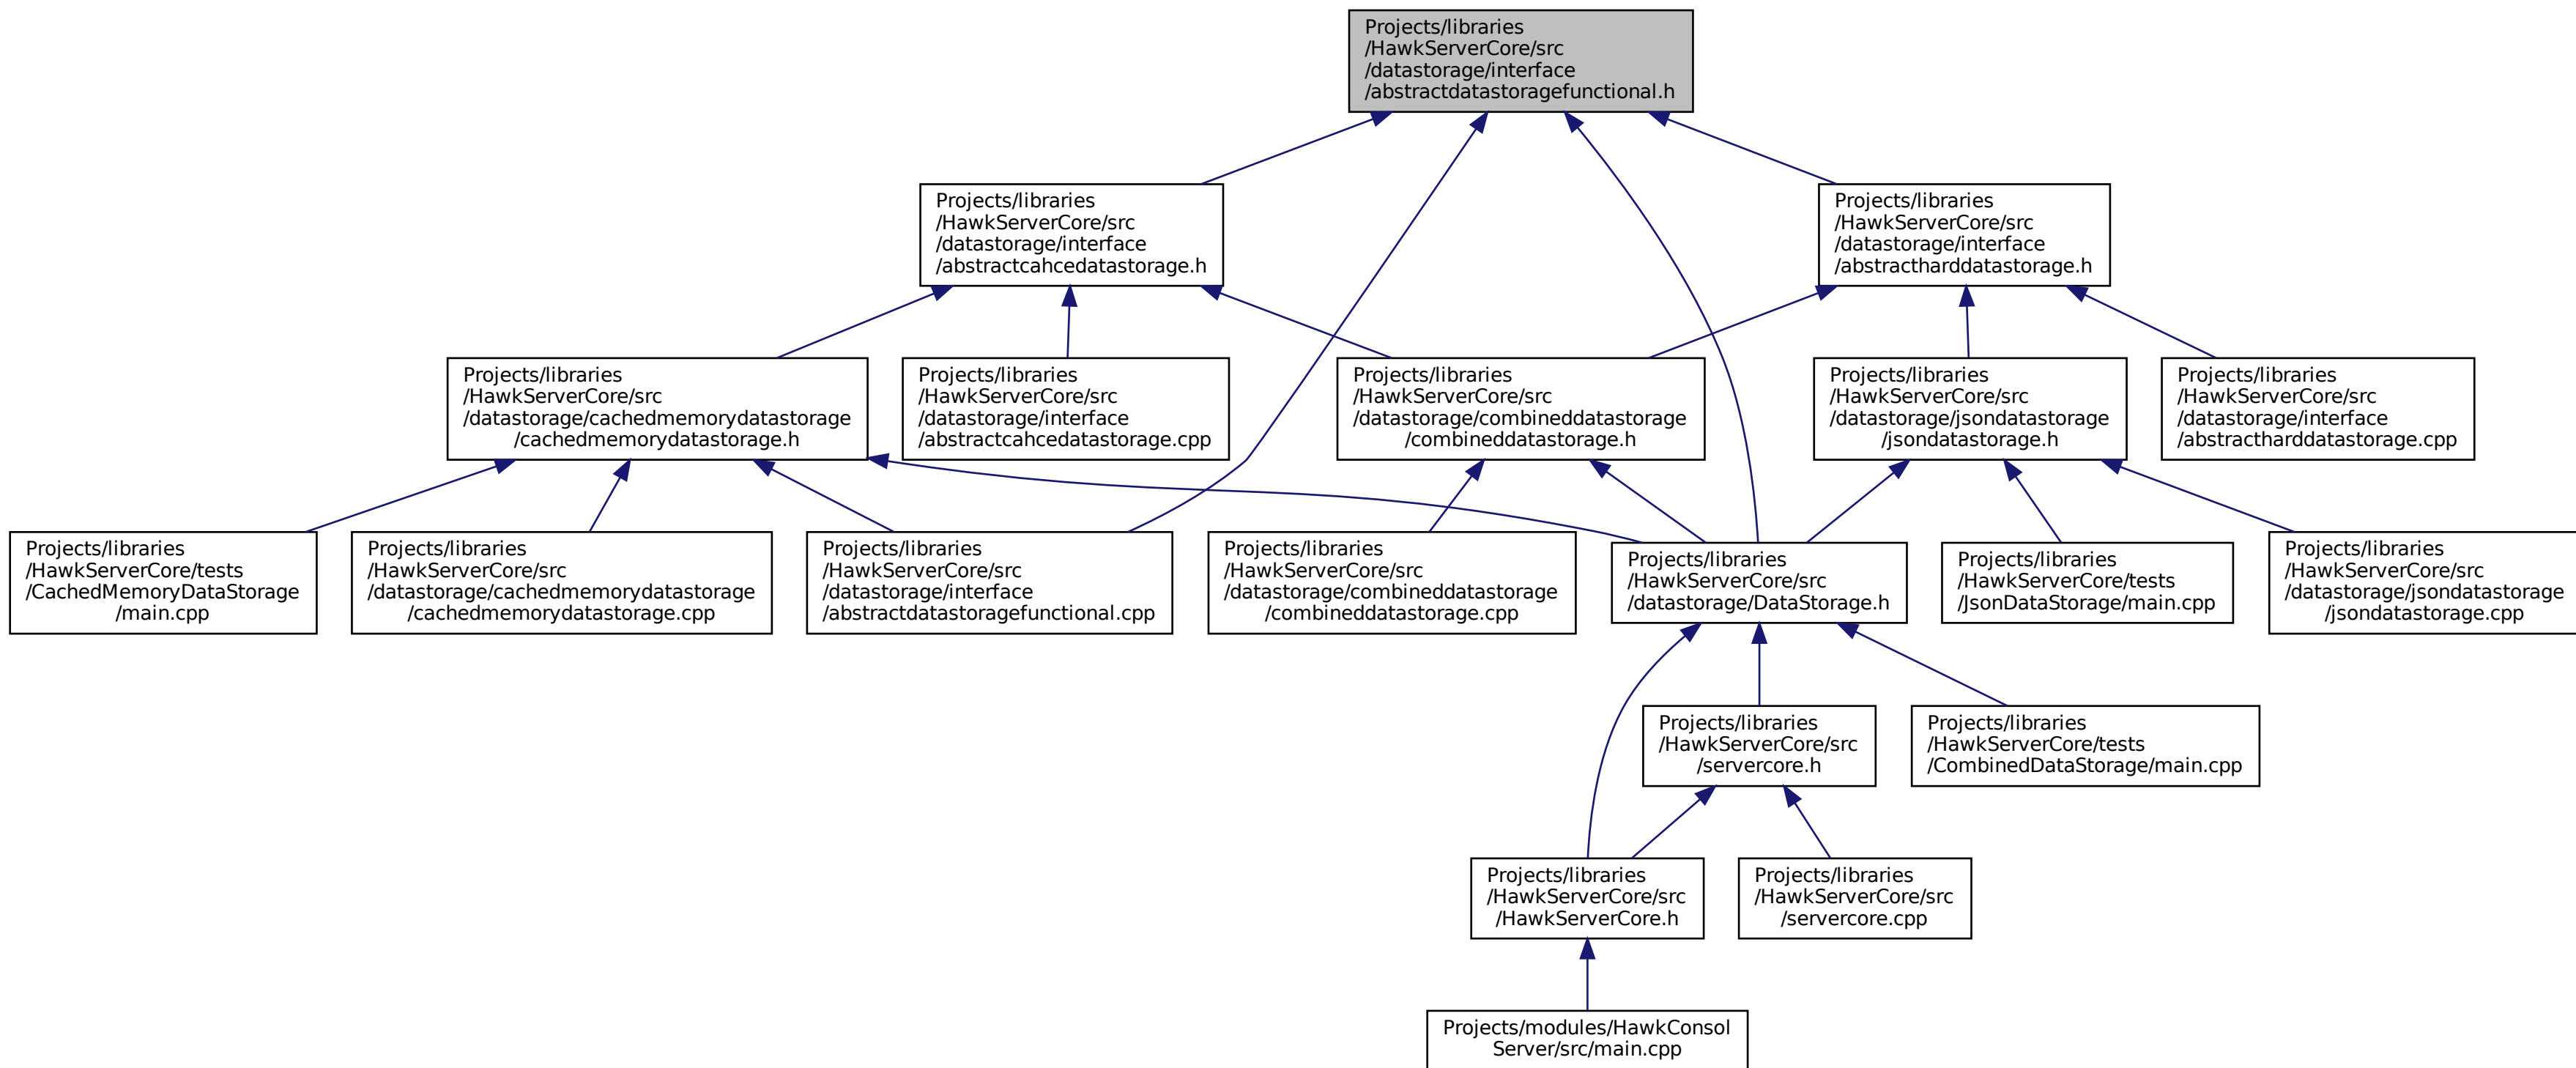 Projects/libraries
/HawkServerCore/src
/datastorage/interface
/abstractdatastoragefunctional.h
Projects/libraries
/HawkServerCore/src
/datastorage/interface
/abstractcahcedatastorage.h
Projects/libraries
/HawkServerCore/src
/datastorage/interface
/abstractharddatastorage.h
Projects/libraries
/HawkServerCore/src
/datastorage/cachedmemorydatastorage
/cachedmemorydatastorage.h
Projects/libraries
/HawkServerCore/src
/datastorage/interface
/abstractcahcedatastorage.cpp
Projects/libraries
/HawkServerCore/src
/datastorage/combineddatastorage
/combineddatastorage.h
Projects/libraries
/HawkServerCore/src
/datastorage/jsondatastorage
/jsondatastorage.h
Projects/libraries
/HawkServerCore/src
/datastorage/interface
/abstractharddatastorage.cpp
Projects/libraries
/HawkServerCore/tests
/CachedMemoryDataStorage
/main.cpp
Projects/libraries
/HawkServerCore/src
/datastorage/cachedmemorydatastorage
/cachedmemorydatastorage.cpp
Projects/libraries
/HawkServerCore/src
/datastorage/interface
/abstractdatastoragefunctional.cpp
Projects/libraries
/HawkServerCore/src
/datastorage/combineddatastorage
/combineddatastorage.cpp
Projects/libraries
/HawkServerCore/src
/datastorage/DataStorage.h
Projects/libraries
/HawkServerCore/tests
/JsonDataStorage/main.cpp
Projects/libraries
/HawkServerCore/src
/datastorage/jsondatastorage
/jsondatastorage.cpp
Projects/libraries
/HawkServerCore/src
/servercore.h
Projects/libraries
/HawkServerCore/tests
/CombinedDataStorage/main.cpp
Projects/libraries
/HawkServerCore/src
/HawkServerCore.h
Projects/libraries
/HawkServerCore/src
/servercore.cpp
Projects/modules/HawkConsol
Server/src/main.cpp